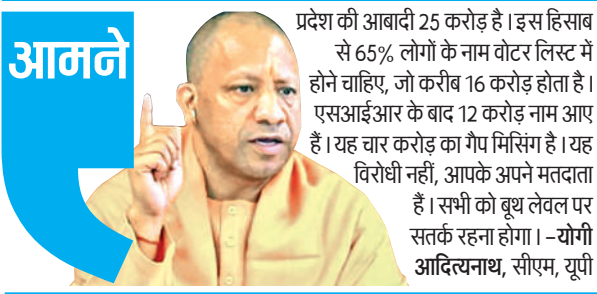 आमने
प्रदेश की आबादी 25 करोड़ है। इस हिसाब
से 65% लोगों के नाम वोटर लिस्ट में
होने चाहिए, जो करीब 16 करोड़ होता है।
एसआईआर के बाद 12 करोड़ नाम आए
हैं। यह चार करोड़ का गैप मिसिंग है। यह
विरोधी नहीं, आपके अपने मतदाता
हैं। सभी को बूथ लेवल पर
सतर्क रहना होगा। -योगी
आदित्यनाथ, सीएम, यूपी